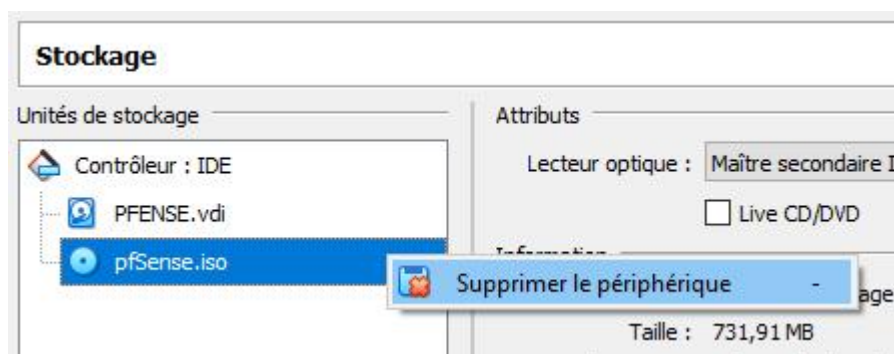 Stockage
Unités de stockage
Contrôleur : IDE
PFENSE.vdi
pfSense.iso
Attributs
Lecteur optique : Maître secondaire I
Live CD/DVD
Information
Supprimer le périphérique -
age
Taille : 731,91 MB